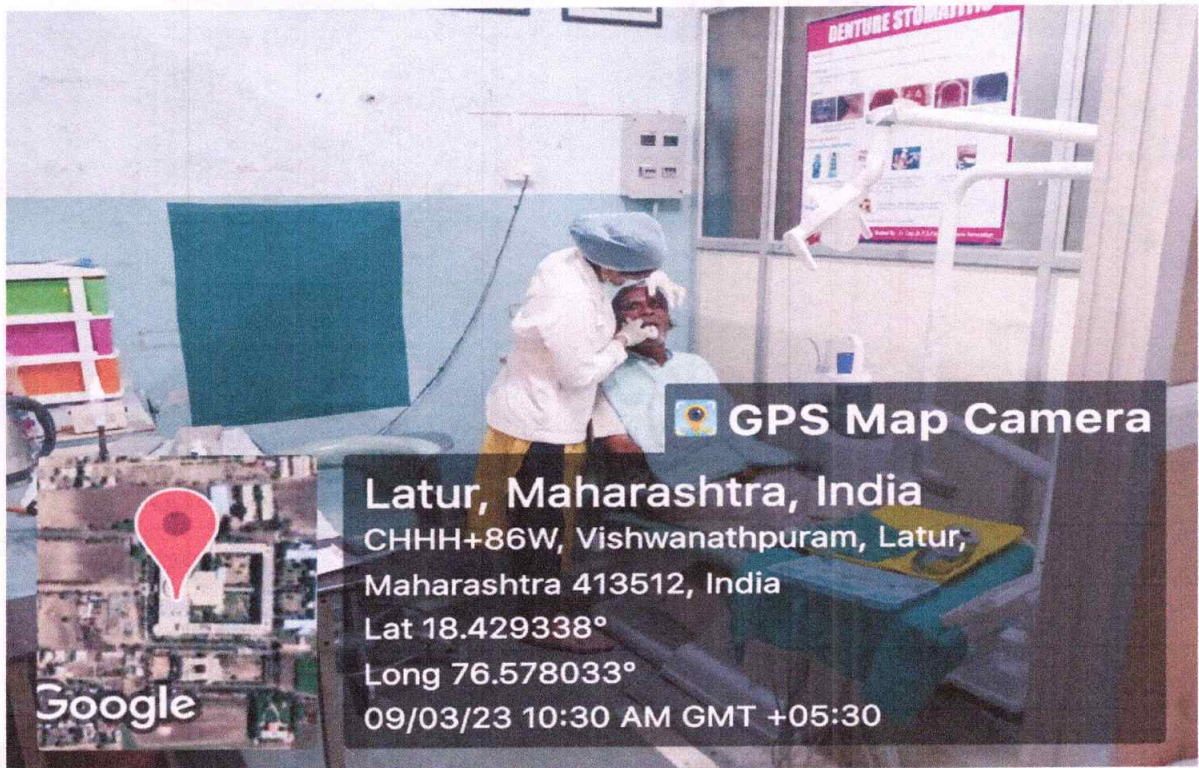 DENTURE STOMATITIS
GPS Map Camera
Latur, Maharashtra, India
CHHH+86W, Vishwanathpuram, Latur,
Maharashtra 413512, India
Lat 18.429338°
Long 76.578033°
09/03/23 10:30 AM GMT +05:30
Google